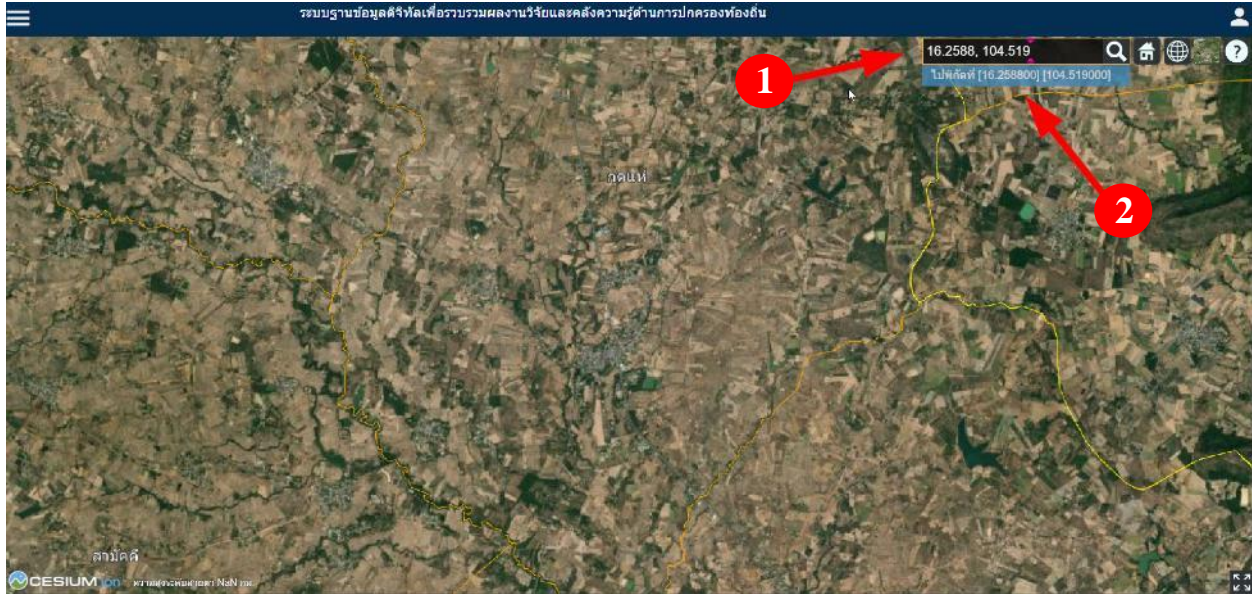 ระบบฐานข้อมูลดิจิทัลเพื่อรวบรวมผลงานวิจัยและคลังความรู้ด้านการปกครองท้องถิ่น
16.2588, 104.519
?
ไปพิกัดที่ [16.258800] [104.519000]
1
กุดแห่
2
สามัคคี
CESIUM ion
NaN